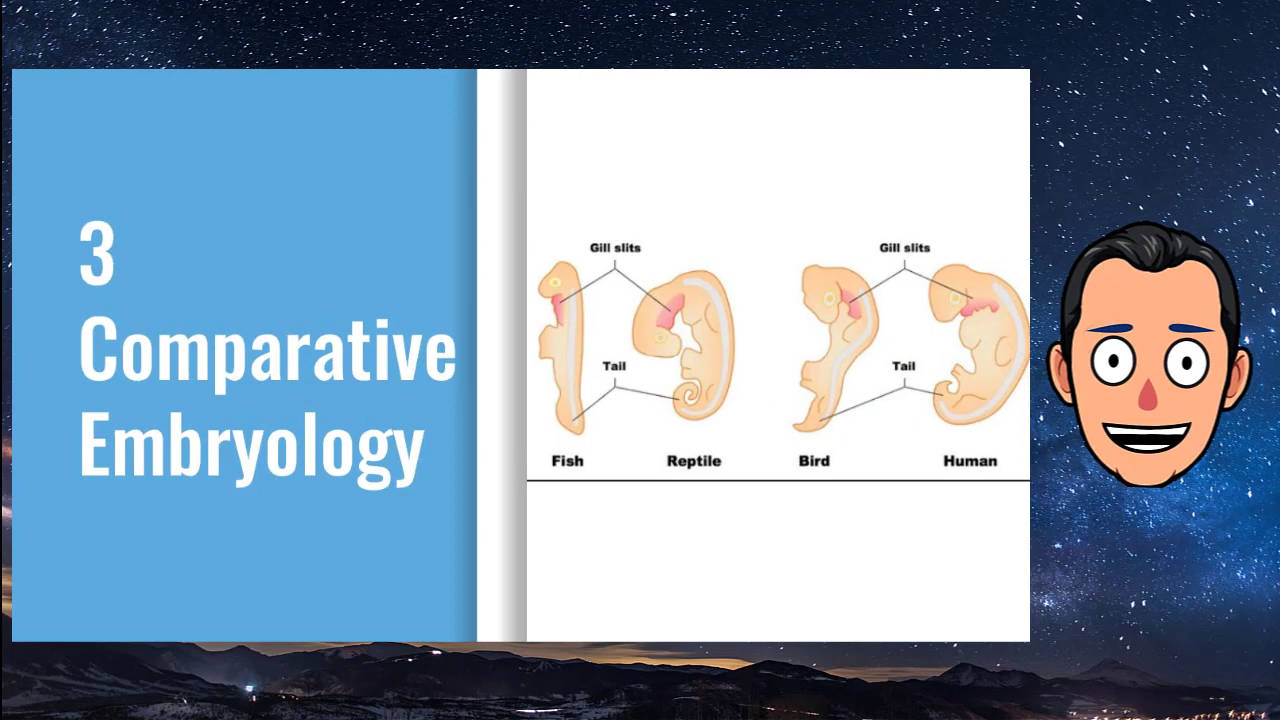 3
Comparative
Embryology
Gill slits
Gill slits
Tail
Tail
Fish
Reptile
Bird
Human